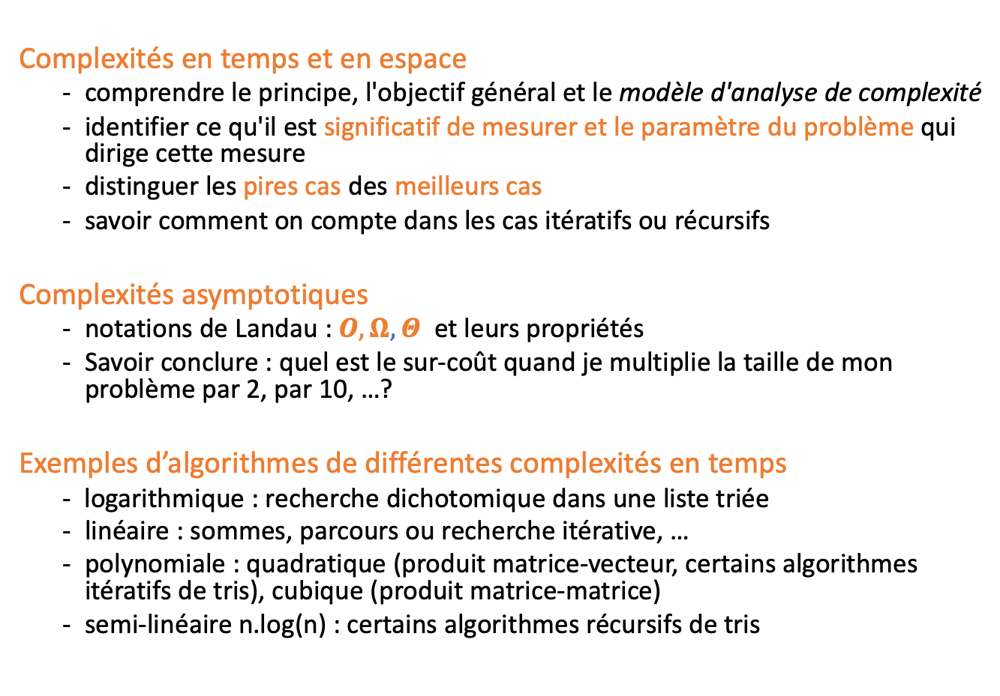 Complexités en temps et en espace
- comprendre le principe, l'objectif général et le modèle d'analyse de complexité
- identifier ce qu'il est significatif de mesurer et le paramètre du problème qui
dirige cette mesure
- distinguer les pires cas des meilleurs cas
- savoir comment on compte dans les cas itératifs ou récursifs
Complexités asymptotiques
- notations de Landau : O, Ω, Θ et leurs propriétés
- Savoir conclure : quel est le sur-coût quand je multiplie la taille de mon
problème par 2, par 10, …?
Exemples d’algorithmes de différentes complexités en temps
- logarithmique : recherche dichotomique dans une liste triée
- linéaire : sommes, parcours ou recherche itérative, …
- polynomiale : quadratique (produit matrice-vecteur, certains algorithmes
itératifs de tris), cubique (produit matrice-matrice)
- semi-linéaire n.log(n) : certains algorithmes récursifs de tris